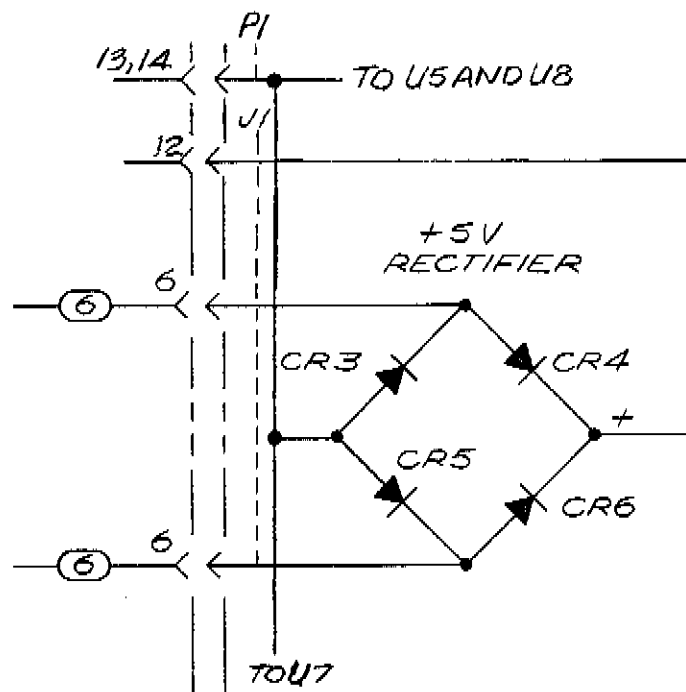 P1
13,14
TO U5 AND U8
J1
12
+5V
RECTIFIER
6
6
CR3
CR4
+
CR5
CR6
6
6
TO U7